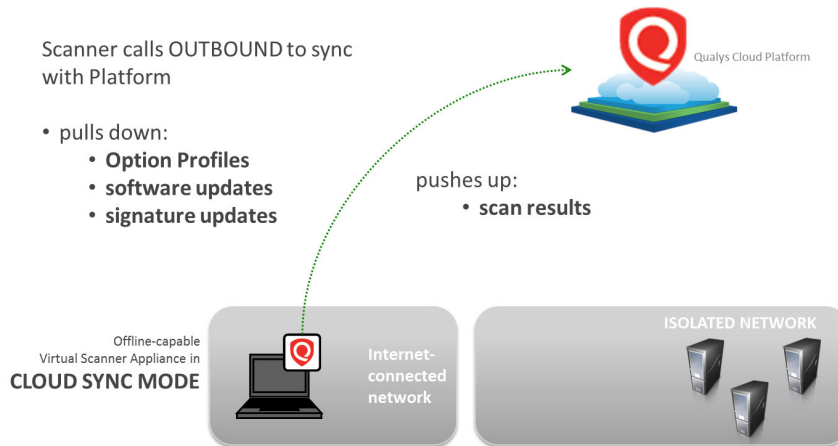 Scanner calls OUTBOUND to sync
with Platform
• pulls down:
• Option Profiles
• software updates
• signature updates
Qualys Cloud Platform
pushes up:
• scan results
Offline-capable
Virtual Scanner Appliance in
CLOUD SYNC MODE
Internet-
connected
network
ISOLATED NETWORK